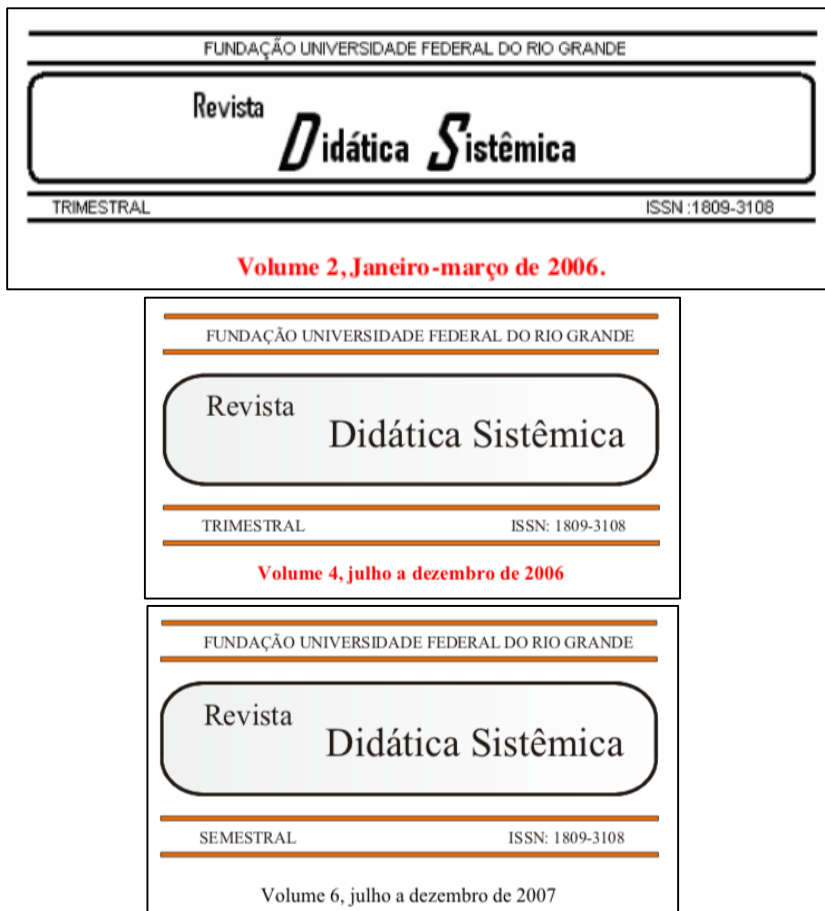 FUNDAÇÃO UNIVERSIDADE FEDERAL DO RIO GRANDE
Revista
Didática Sistêmica
TRIMESTRAL ISSN :1809-3108
Volume 2, Janeiro-março de 2006.
FUNDAÇÃO UNIVERSIDADE FEDERAL DO RIO GRANDE
Revista
Didática Sistêmica
TRIMESTRAL ISSN: 1809-3108
Volume 4, julho a dezembro de 2006
FUNDAÇÃO UNIVERSIDADE FEDERAL DO RIO GRANDE
Revista
Didática Sistêmica
SEMESTRAL ISSN: 1809-3108
Volume 6, julho a dezembro de 2007